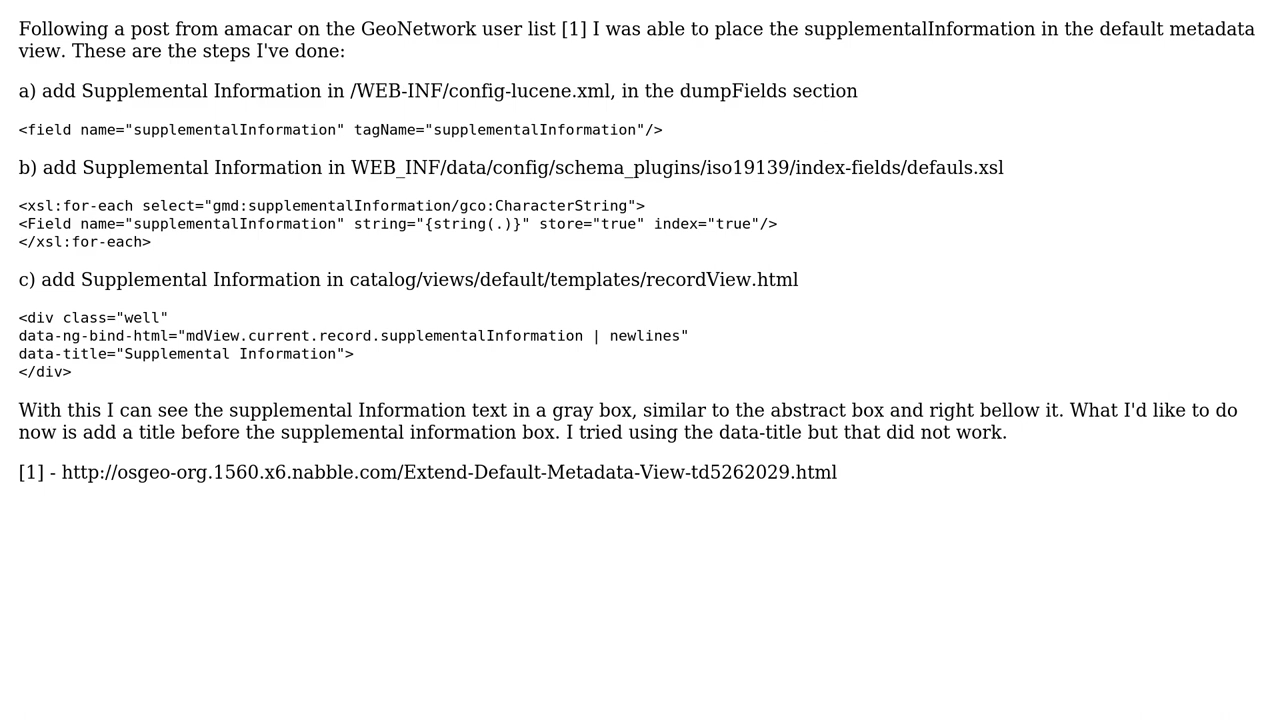 Following a post from amacar on the GeoNetwork user list [1] I was able to place the supplementalInformation in the default metadata
view. These are the steps I've done:
a) add Supplemental Information in /WEB-INF/config-lucene.xml, in the dumpFields section
<field name="supplementalInformation" tagName="supplementalInformation"/>
b) add Supplemental Information in WEB_INF/data/config/schema_plugins/iso19139/index-fields/defauls.xsl
<xsl:for-each select="gmd:supplementalInformation/gco:CharacterString">
<Field name="supplementalInformation" string="{string(.)}" store="true" index="true"/>
</xsl:for-each>
c) add Supplemental Information in catalog/views/default/templates/recordView.html
<div class="well"
data-ng-bind-html="mdView.current.record.supplementalInformation | newlines"
data-title="Supplemental Information">
</div>
With this I can see the supplemental Information text in a gray box, similar to the abstract box and right bellow it. What I'd like to do
now is add a title before the supplemental information box. I tried using the data-title but that did not work.
[1] - http://osgeo-org.1560.x6.nabble.com/Extend-Default-Metadata-View-td5262029.html